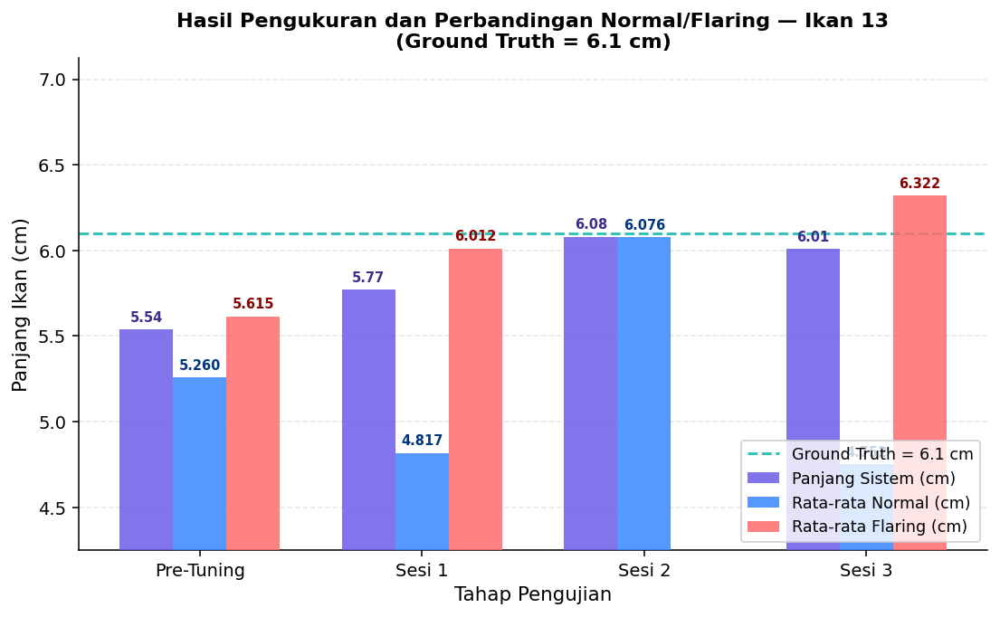 Hasil Pengukuran dan Perbandingan Normal/Flaring — Ikan 13
(Ground Truth = 6.1 cm)
Panjang Ikan (cm)
7.0
6.5
6.0
5.5
5.0
4.5
5.54
5.260
5.615
5.77
4.817
6.012
6.08
6.076
6.01
6.322
Ground Truth = 6.1 cm
Panjang Sistem (cm)
Rata-rata Normal (cm)
Rata-rata Flaring (cm)
Pre-Tuning
Sesi 1
Sesi 2
Sesi 3
Tahap Pengujian